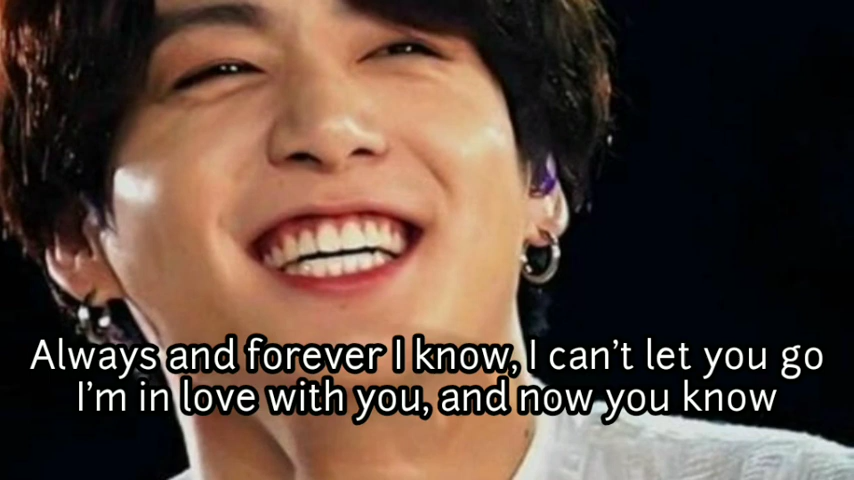 Always and forever I know, I can't let you go
I'm in love with you, and now you know